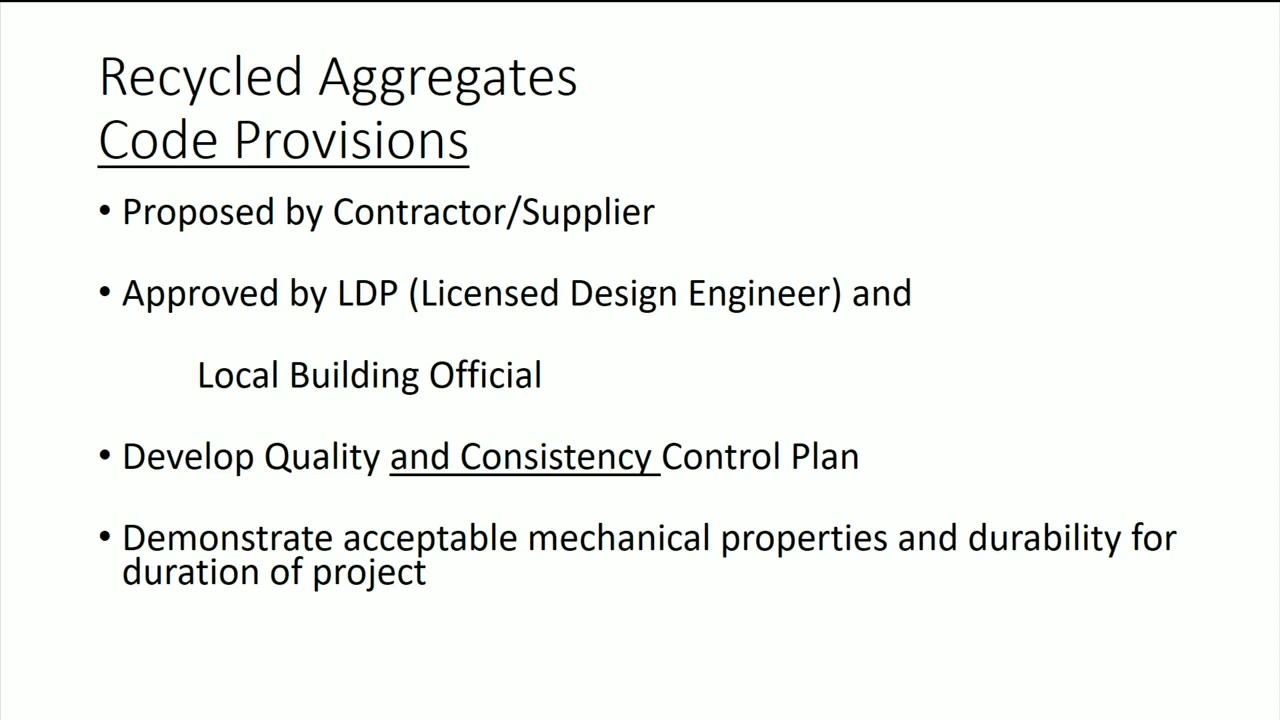 Recycled Aggregates
Code Provisions
• Proposed by Contractor/Supplier
• Approved by LDP (Licensed Design Engineer) and
Local Building Official
• Develop Quality and Consistency Control Plan
• Demonstrate acceptable mechanical properties and durability for
duration of project